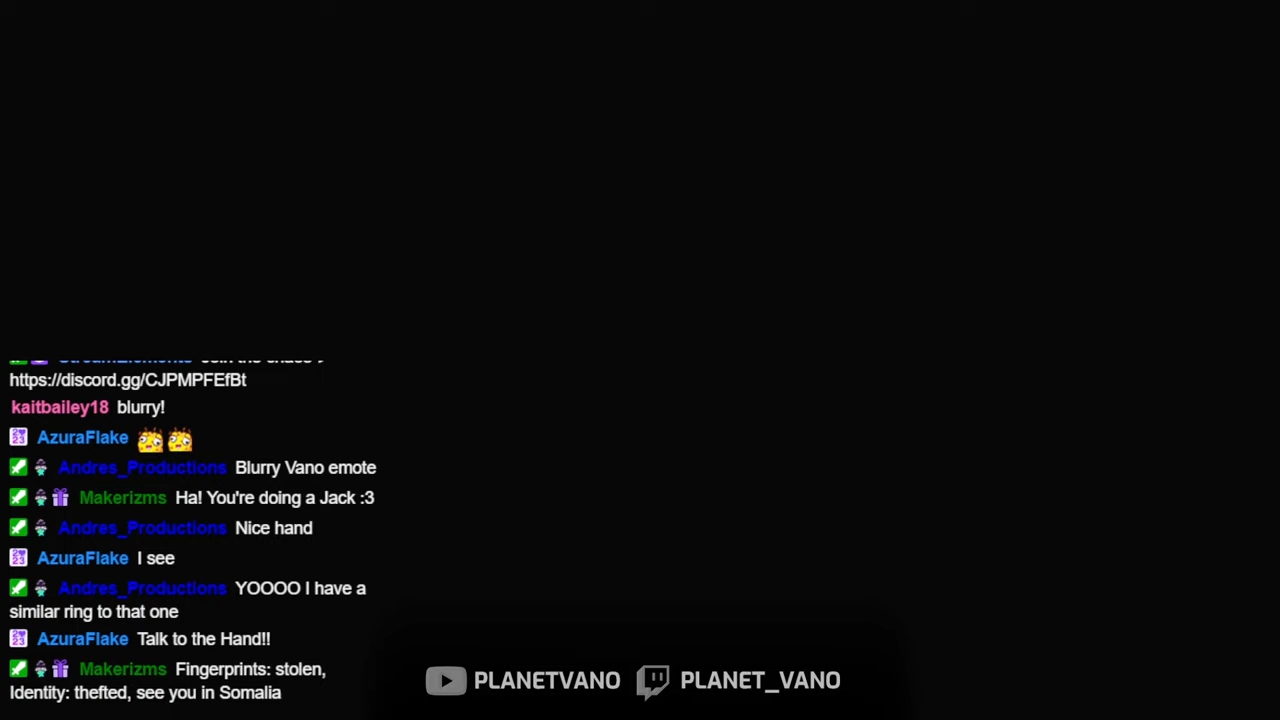 https://discord.gg/CJPMPFEfBt
kaitbailey18 blurry!
AzuraFlake
Andres_Productions Blurry Vano emote
Makerizms Ha! You're doing a Jack :3
Andres_Productions Nice hand
AzuraFlake I see
Andres_Productions YOOOO I have a
similar ring to that one
AzuraFlake Talk to the Hand!!
Makerizms Fingerprints: stolen,
Identity: thefted, see you in Somalia
PLANETVANO PLANET_VANO